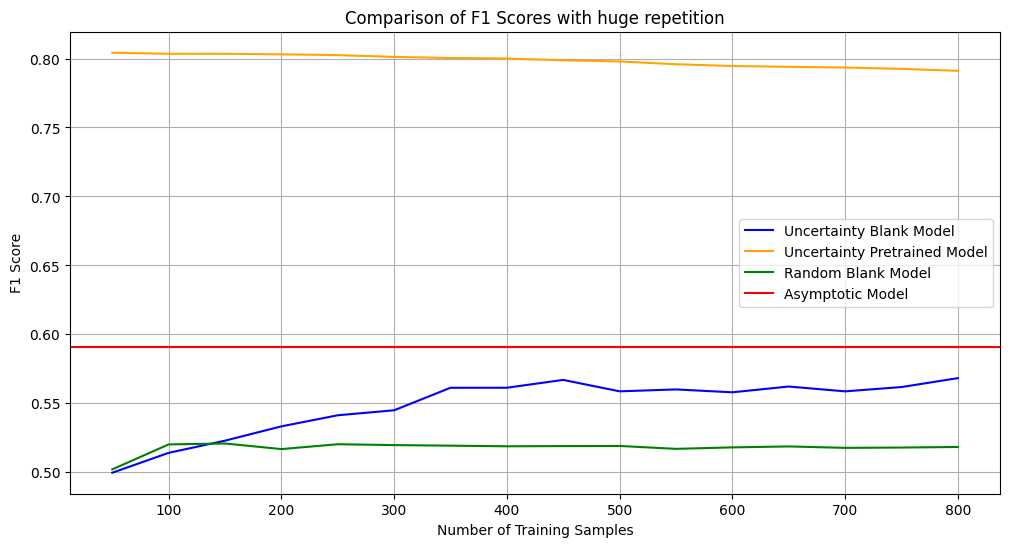 Comparison of F1 Scores with huge repetition
F1 Score
0.80
0.75
0.70
0.65
0.60
0.55
0.50
Uncertainty Blank Model
Uncertainty Pretrained Model
Random Blank Model
Asymptotic Model
100 200 300 400 500 600 700 800
Number of Training Samples